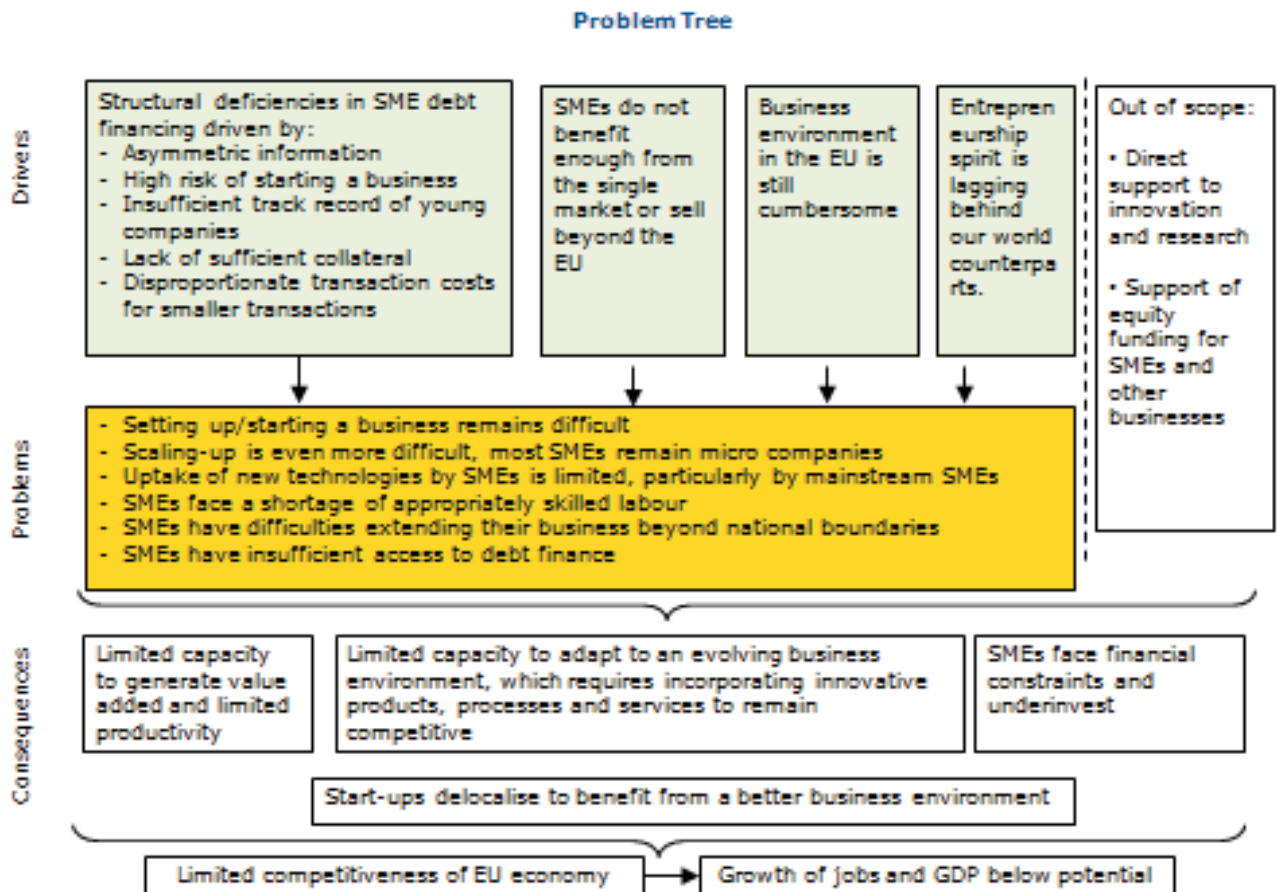 Problem Tree
Drivers
Structural deficiencies in SME debt
financing driven by:
- Asymmetric information
- High risk of starting a business
- Insufficient track record of young
companies
- Lack of sufficient collateral
- Disproportionate transaction costs
for smaller transactions
SMEs do not
benefit
enough from
the single
market or sell
beyond the
EU
Business
environment
in the EU is
still
cumbersome
Entrepren
eurship
spirit is
lagging
behind
our world
counterpa
rts.
Out of scope:
• Direct
support to
innovation
and research
• Support of
equity
funding for
SMEs and
other
businesses
Problems
- Setting up/starting a business remains difficult
- Scaling-up is even more difficult, most SMEs remain micro companies
- Uptake of new technologies by SMEs is limited, particularly by mainstream SMEs
- SMEs face a shortage of appropriately skilled labour
- SMEs have difficulties extending their business beyond national boundaries
- SMEs have insufficient access to debt finance
Consequences
Limited capacity
to generate value
added and limited
productivity
Limited capacity to adapt to an evolving business
environment, which requires incorporating innovative
products, processes and services to remain
competitive
SMEs face financial
constraints and
underinvest
Start-ups delocalise to benefit from a better business environment
Limited competitiveness of EU economy
Growth of jobs and GDP below potential